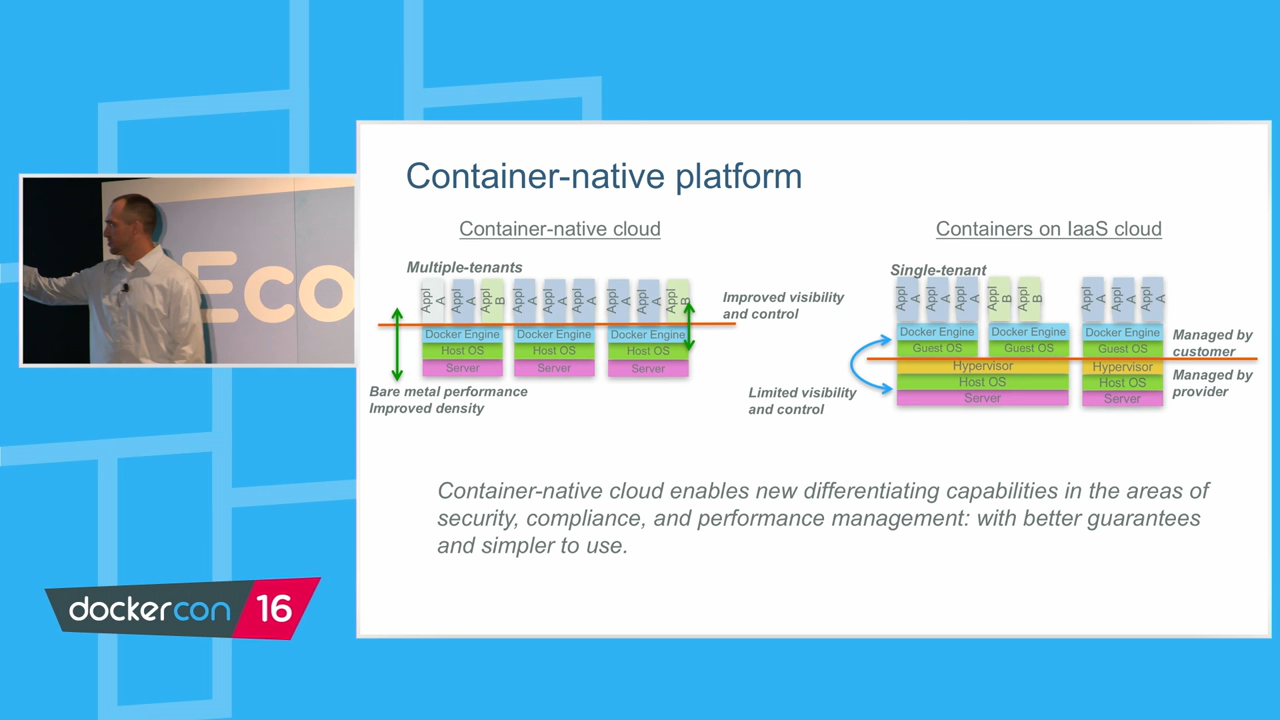 Container-native platform
Container-native cloud
Containers on IaaS cloud
Multiple-tenants
Single-tenant
Appl A
Appl A
Appl B
Appl A
Appl A
Appl A
Appl A
Appl A
Appl B
Docker Engine
Docker Engine
Docker Engine
Host OS
Host OS
Host OS
Server
Server
Server
Improved visibility
and control
Bare metal performance
Improved density
Appl A
Appl A
Appl A
Appl B
Appl B
Appl A
Appl A
Appl A
Docker Engine
Docker Engine
Docker Engine
Guest OS
Guest OS
Guest OS
Hypervisor
Hypervisor
Host OS
Host OS
Server
Server
Managed by
customer
Managed by
provider
Limited visibility
and control
Container-native cloud enables new differentiating capabilities in the areas of
security, compliance, and performance management: with better guarantees
and simpler to use.
Eco
dockercon 16